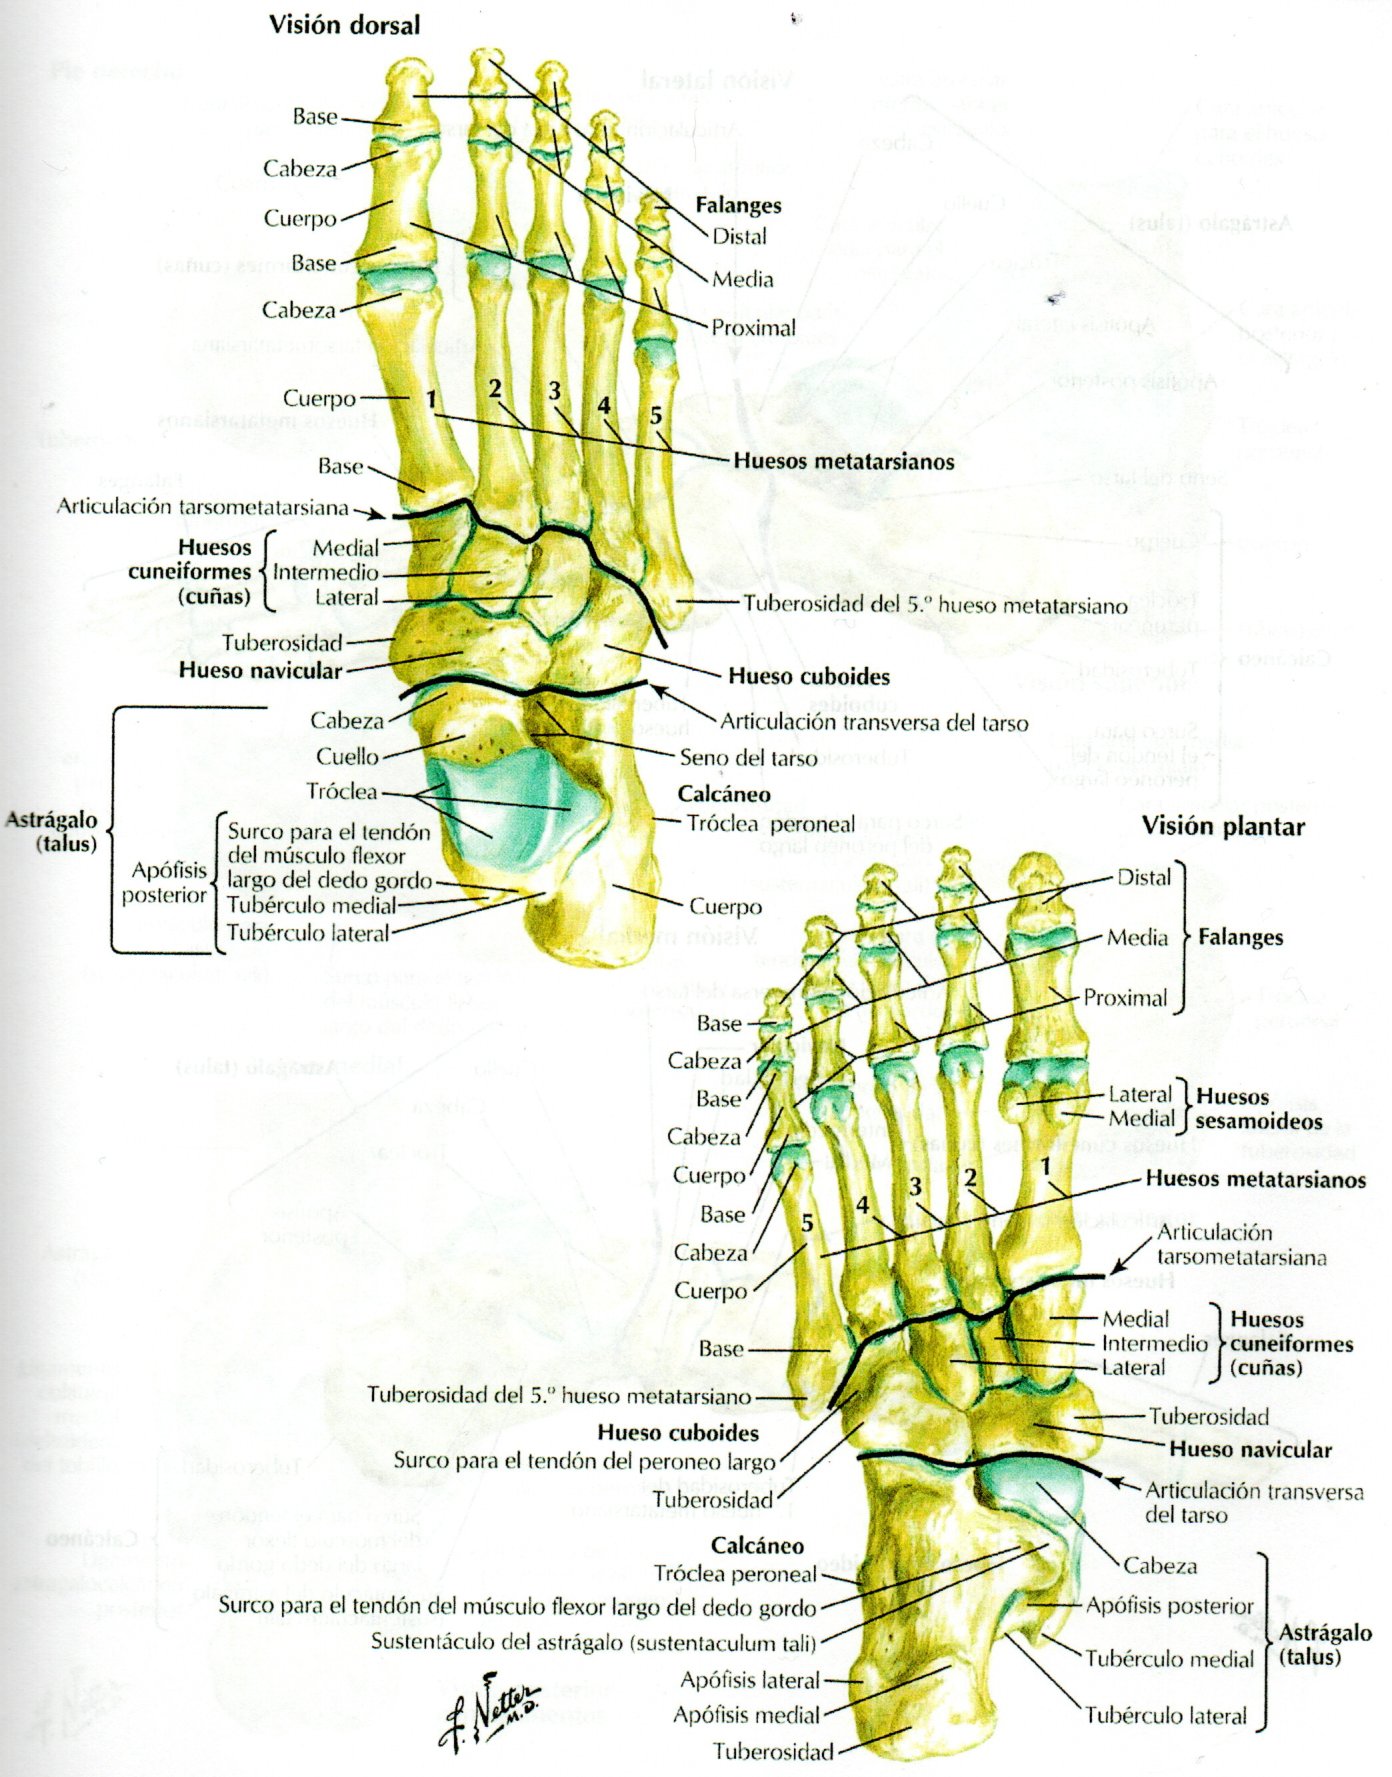 Visión dorsal
Base
Cabeza
Cuerpo
Base
Cabeza
Cuerpo
Base
Articulación tarsometatarsiana
Huesos
cuneiformes
(cuñas)
Medial
Intermedio
Lateral
Tuberosidad
Hueso navicular
Cabeza
Cuello
Tróclea
Astrágalo
(talus)
Apófisis
posterior
Surco para el tendón
del músculo flexor
largo del dedo gordo
Tubérculo medial
Tubérculo lateral
Falanges
Distal
Media
Proximal
1
2
3
4
5
Huesos metatarsianos
Tuberosidad del 5.º hueso metatarsiano
Hueso cuboides
Articulación transversa del tarso
Seno del tarso
Calcáneo
Tróclea peroneal
Cuerpo
Visión plantar
Distal
Media
Proximal
Falanges
Base
Cabeza
Base
Cabeza
Cuerpo
Base
Cabeza
Cuerpo
Base
Tuberosidad del 5.º hueso metatarsiano
Hueso cuboides
Surco para el tendón del peroneo largo
Tuberosidad
Calcáneo
Tróclea peroneal
Surco para el tendón del músculo flexor largo del dedo gordo
Sustentáculo del astrágalo (sustentaculum tali)
Apófisis lateral
Apófisis medial
Tuberosidad
Lateral
Medial
Huesos
sesamoideos
5
4
3
2
1
Huesos metatarsianos
Articulación
tarsometatarsiana
Medial
Intermedio
Lateral
Huesos
cuneiformes
(cuñas)
Tuberosidad
Hueso navicular
Articulación transversa
del tarso
Cabeza
Apófisis posterior
Tubérculo medial
Tubérculo lateral
Astrágalo
(talus)
F. Netter
M.D.